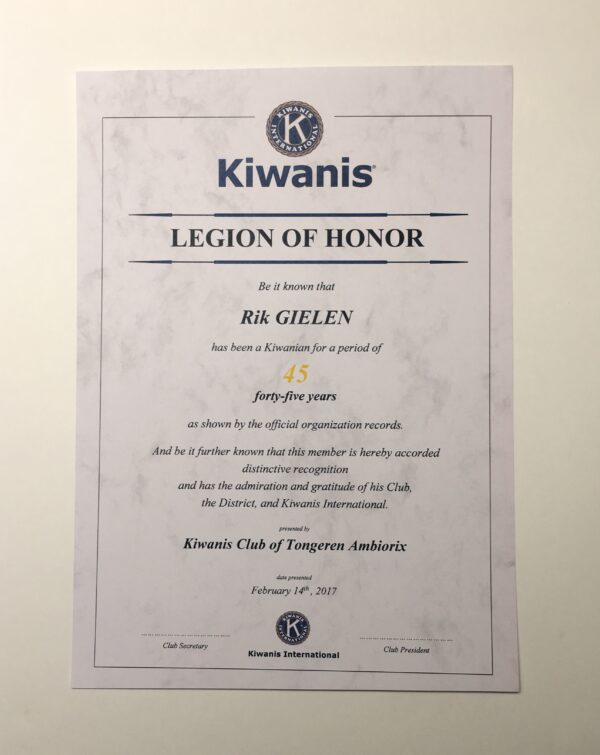 KIWANIS INTERNATIONAL
K
Kiwanis®
LEGION OF HONOR
Be it known that
Rik GIELEN
has been a Kiwanian for a period of
45
forty-five years
as shown by the official organization records.
And be it further known that this member is hereby accorded
distinctive recognition
and has the admiration and gratitude of his Club,
the District, and Kiwanis International.
presented by
Kiwanis Club of Tongeren Ambiorix
date presented
February 14th, 2017
KIWANIS INTERNATIONAL
K
Kiwanis International
Club Secretary
Club President